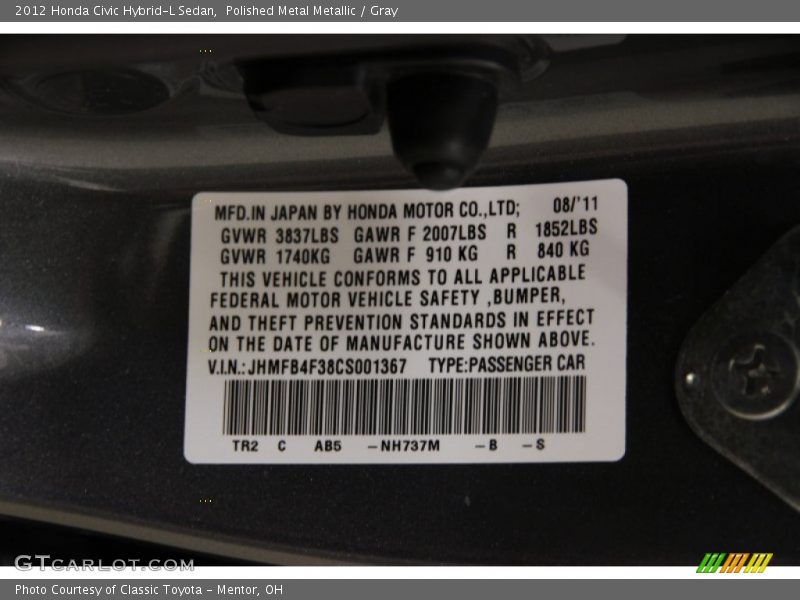 2012 Honda Civic Hybrid-L Sedan,  Polished Metal Metallic / Gray
MFD.IN JAPAN BY HONDA MOTOR CO.,LTD; 08/'11
GVWR 3837LBS GAWR F 2007LBS R 1852LBS
GVWR 1740KG GAWR F 910 KG R 840 KG
THIS VEHICLE CONFORMS TO ALL APPLICABLE
FEDERAL MOTOR VEHICLE SAFETY ,BUMPER,
AND THEFT PREVENTION STANDARDS IN EFFECT
ON THE DATE OF MANUFACTURE SHOWN ABOVE.
V.I.N.: JHMFB4F38CS001367 TYPE:PASSENGER CAR
TR2 C AB5 -NH737M -B -S
GTCARLOT.COM
Photo Courtesy of Classic Toyota - Mentor, OH